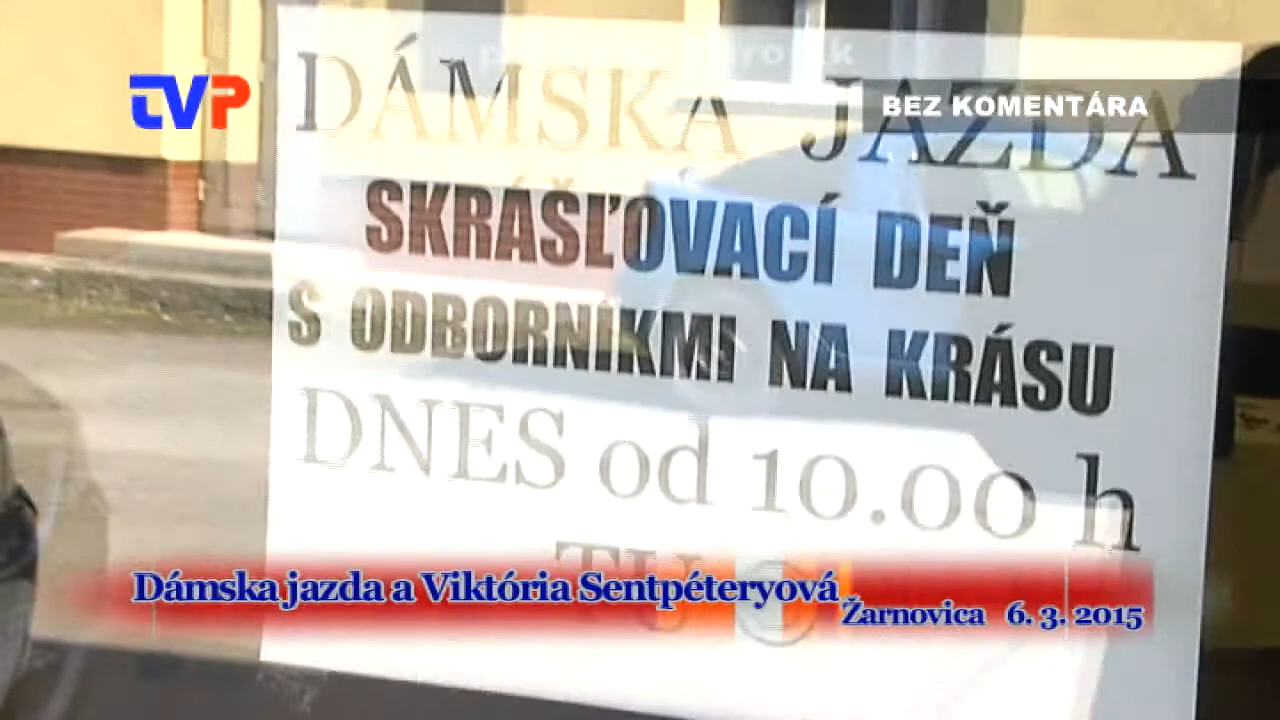 TVP
BEZ KOMENTÁRA
DÁMSKA JAZDA
SKRÁŠĽOVACÍ DEŇ
S ODBORNÍKMI NA KRÁSU
DNES od 10.00 h
Dámska jazda a Viktória Sentpéteryová
Žarnovica 6. 3. 2015